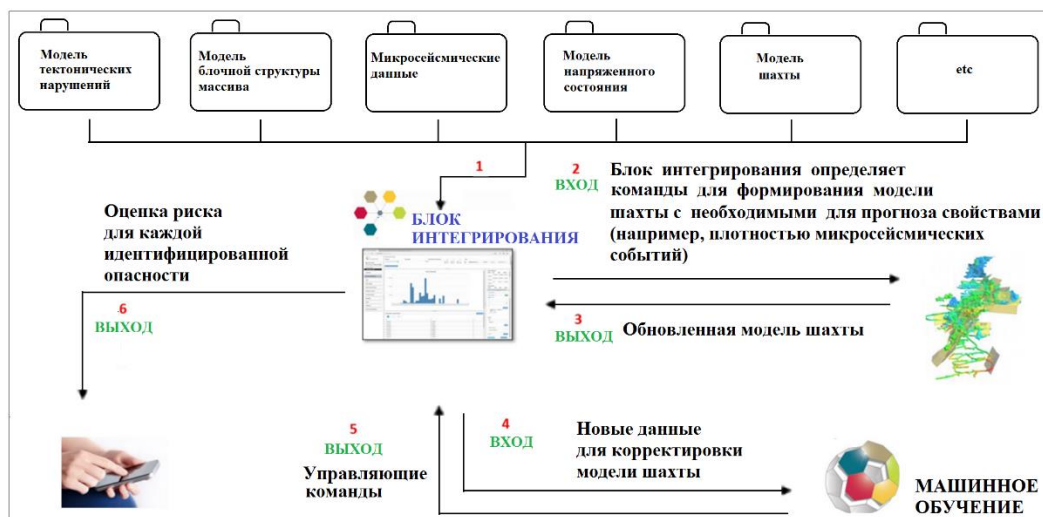 Модель
тектонических
нарушений
Модель
блочной структуры
массива
Микросейсмические
данные
Модель
напряженного
состояния
Модель
шахты
etc
1
2
ВХОД
Блок интегрирования определяет
команды для формирования модели
шахты с необходимыми для прогноза свойствами
(например, плотностью микросейсмических
событий)
Оценка риска
для каждой
идентифицированной
опасности
БЛОК
ИНТЕГРИРОВАНИЯ
6
ВЫХОД
3
ВЫХОД
Обновленная модель шахты
5
ВЫХОД
Управляющие
команды
4
ВХОД
Новые данные
для корректировки
модели шахты
МАШИННОЕ
ОБУЧЕНИЕ